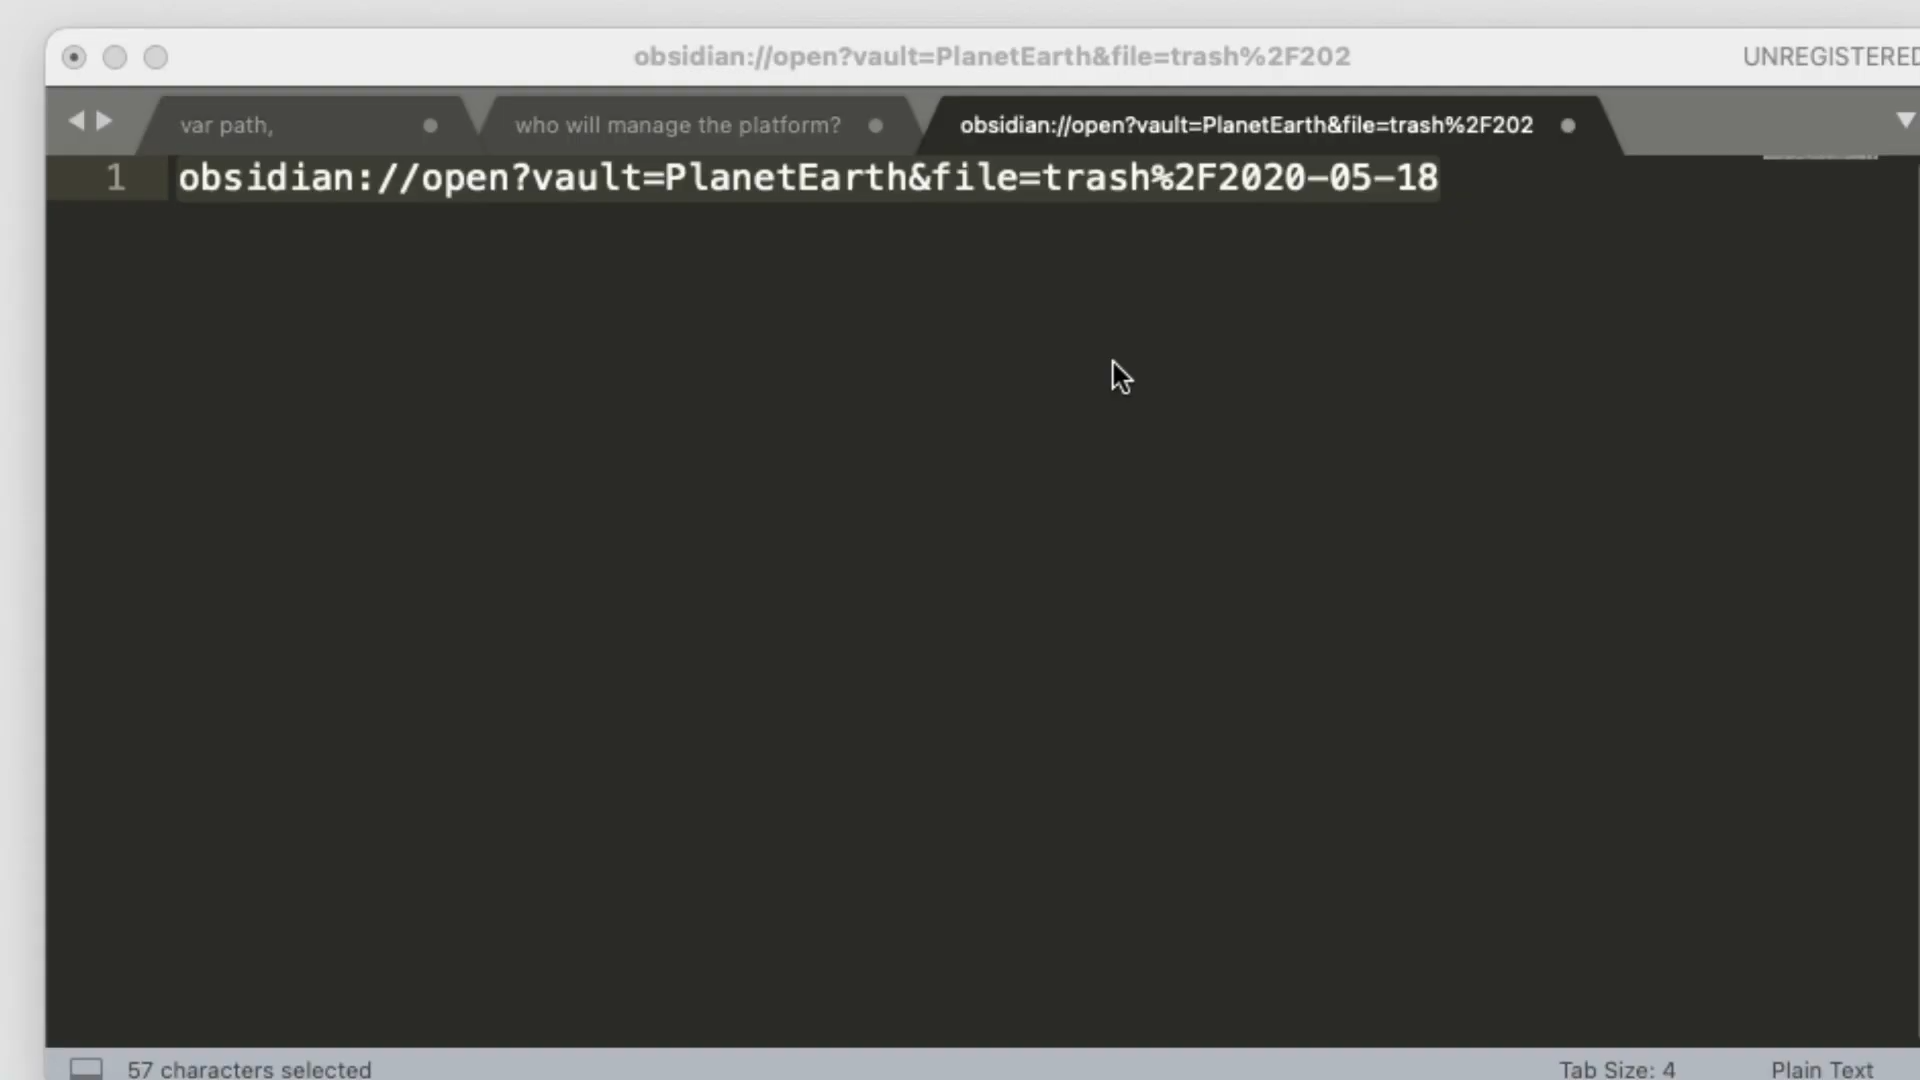 obsidian://open?vault=PlanetEarth&file=trash%2F202
UNREGISTERED
var path,
who will manage the platform?
obsidian://open?vault=PlanetEarth&file=trash%2F202
1
obsidian://open?vault=PlanetEarth&file=trash%2F2020-05-18
57 characters selected
Tab Size: 4
Plain Text